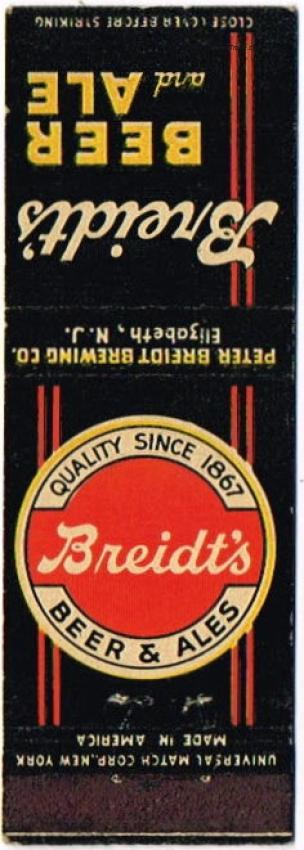 CLOSE COVER BEFORE STRIKING
Breidt's
BEER
and
ALE
PETER BREIDT BREWING CO.
Elizabeth, N. J.
QUALITY SINCE 1867
Breidt's
BEER & ALES
MADE IN AMERICA
UNIVERSAL MATCH CORP. NEW YORK